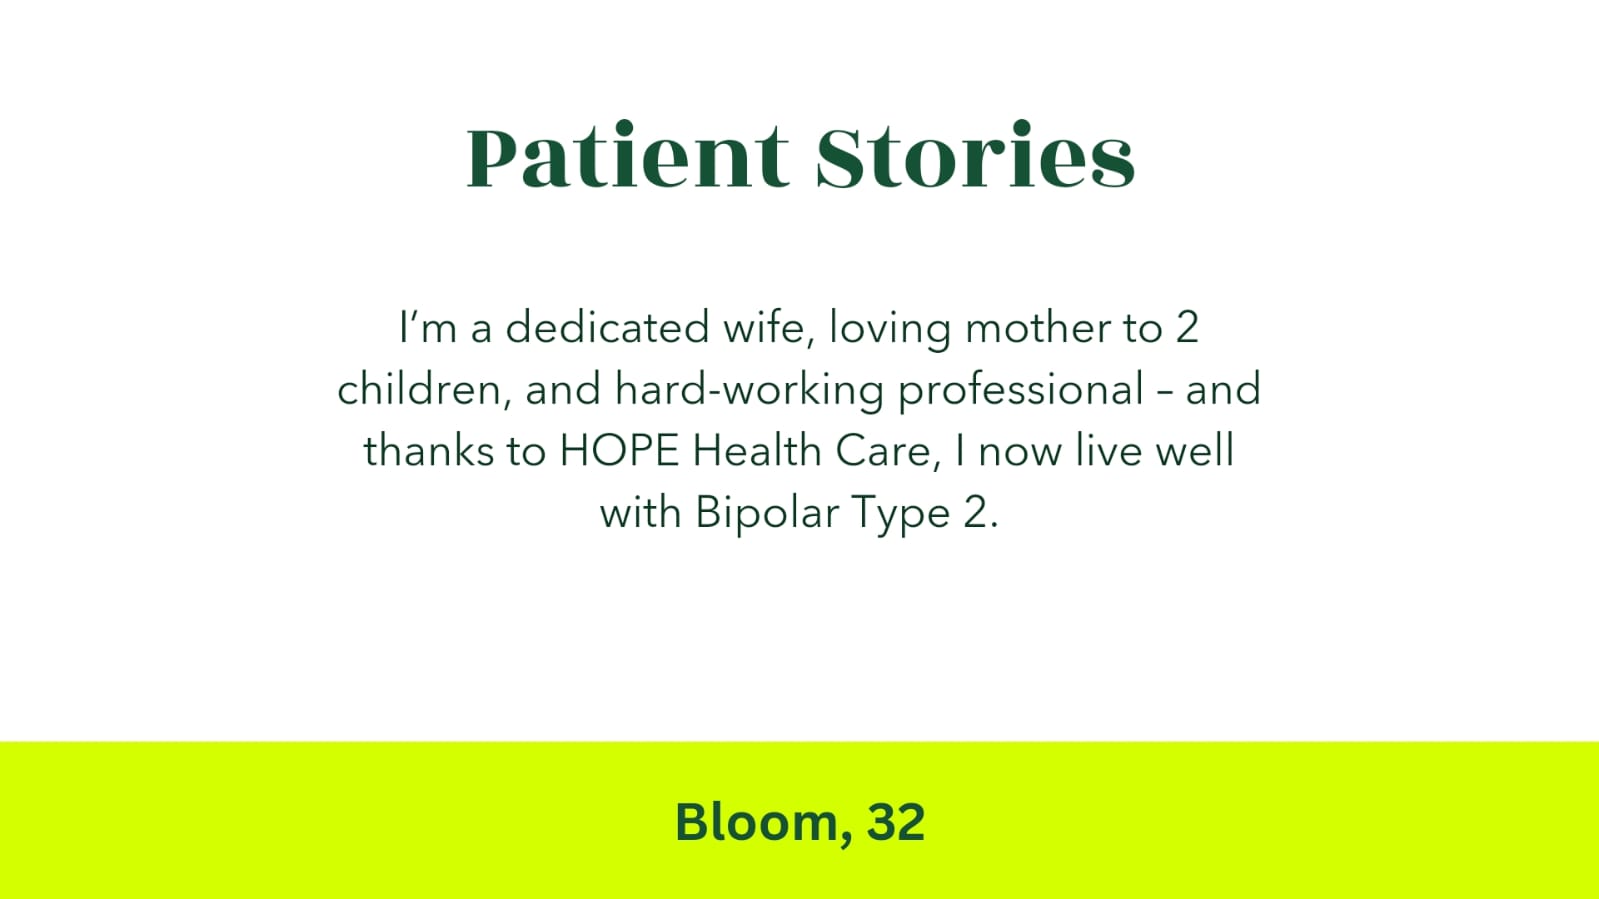 Patient Stories
I’m a dedicated wife, loving mother to 2
children, and hard-working professional – and
thanks to HOPE Health Care, I now live well
with Bipolar Type 2.
Bloom, 32